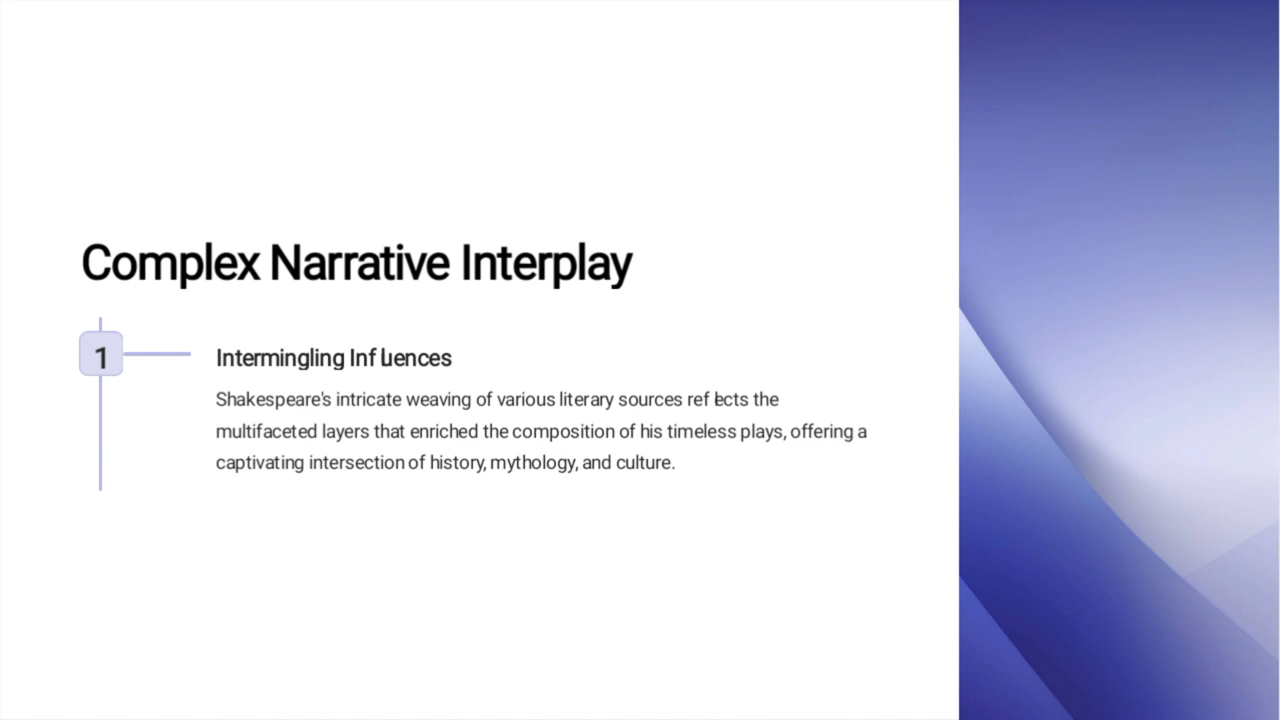 Complex Narrative Interplay
1
Intermingling Influences
Shakespeare's intricate weaving of various literary sources reflects the
multifaceted layers that enriched the composition of his timeless plays, offering a
captivating intersection of history, mythology, and culture.